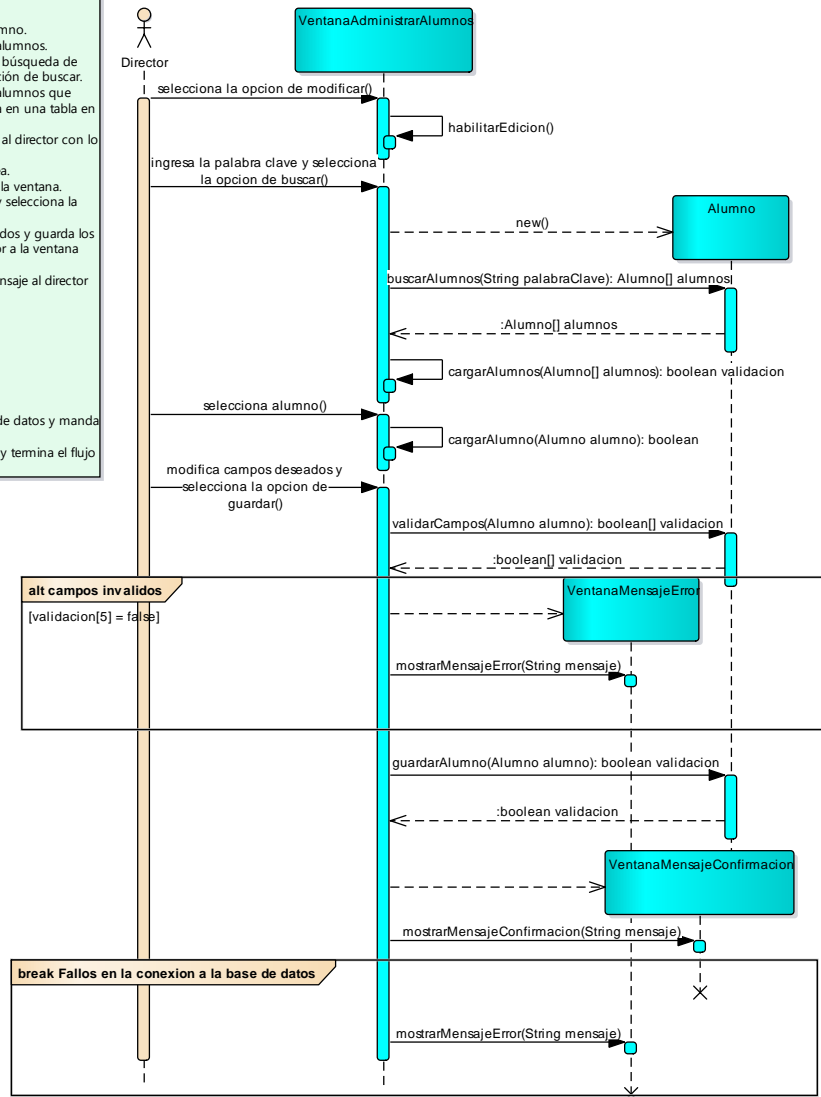 mno.
lumnos.
búsqueda de
ción de buscar.
lumnos que
en una tabla en
al director con lo
a.
la ventana.
y selecciona la
dos y guarda los
or a la ventana
nsaje al director
de datos y manda
y termina el flujo
Director
VentanaAdministrarAlumnos
selecciona la opcion de modificar()
habilitarEdicion()
ingresa la palabra clave y selecciona
la opcion de buscar()
Alumno
new()
buscarAlumnos(String palabraClave): Alumno[] alumnos
:Alumno[] alumnos
cargarAlumnos(Alumno[] alumnos): boolean validacion
selecciona alumno()
cargarAlumno(Alumno alumno): boolean
modifica campos deseados y
selecciona la opcion de
guardar()
validarCampos(Alumno alumno): boolean[] validacion
:boolean[] validacion
alt campos invalidos
[validacion[5] = false]
VentanaMensajeError
mostrarMensajeError(String mensaje)
guardarAlumno(Alumno alumno): boolean validacion
:boolean validacion
VentanaMensajeConfirmacion
mostrarMensajeConfirmacion(String mensaje)
break Fallos en la conexion a la base de datos
mostrarMensajeError(String mensaje)